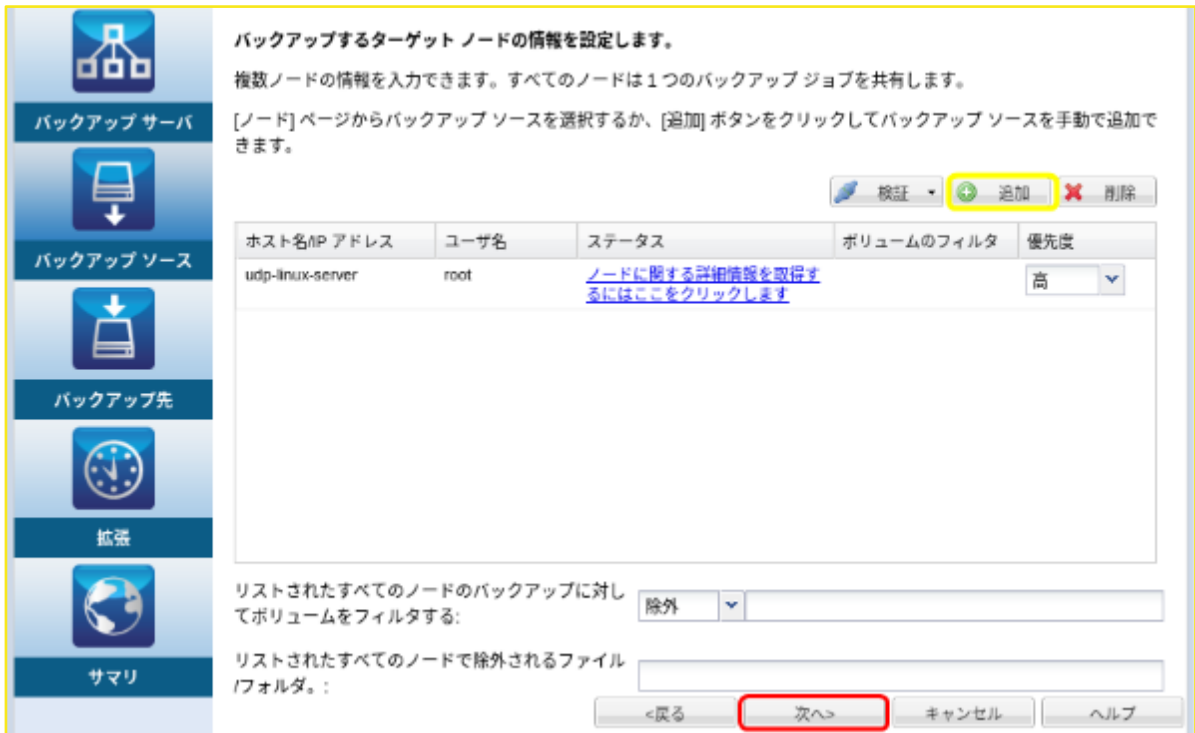 バックアップするターゲット ノードの情報を設定します。
複数ノードの情報を入力できます。すべてのノードは１つのバックアップ ジョブを共有します。
[ノード] ページからバックアップ ソースを選択するか、[追加] ボタンをクリックしてバックアップ ソースを手動で追加で
きます。
バックアップ サーバ
バックアップ ソース
バックアップ先
拡張
サマリ
検証 追加 削除
ホスト名/IP アドレス ユーザ名 ステータス ボリュームのフィルタ 優先度
udp-linux-server root ノードに関する詳細情報を取得す 高
るにはここをクリックします
リストされたすべてのノードのバックアップに対し
てボリュームをフィルタする: 除外
リストされたすべてのノードで除外されるファイル
/フォルダ。:
<戻る 次へ> キャンセル ヘルプ